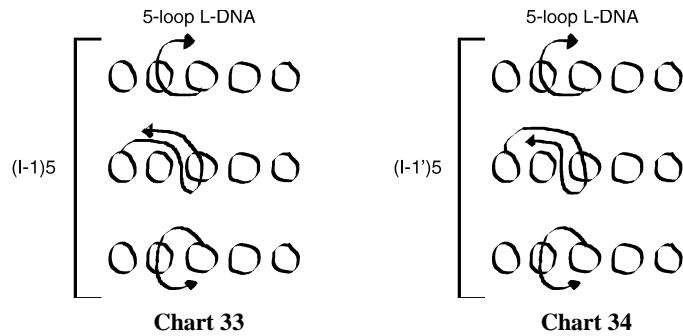 5-loop L-DNA
(I-1)5
Chart 33
5-loop L-DNA
(I-1')5
Chart 34